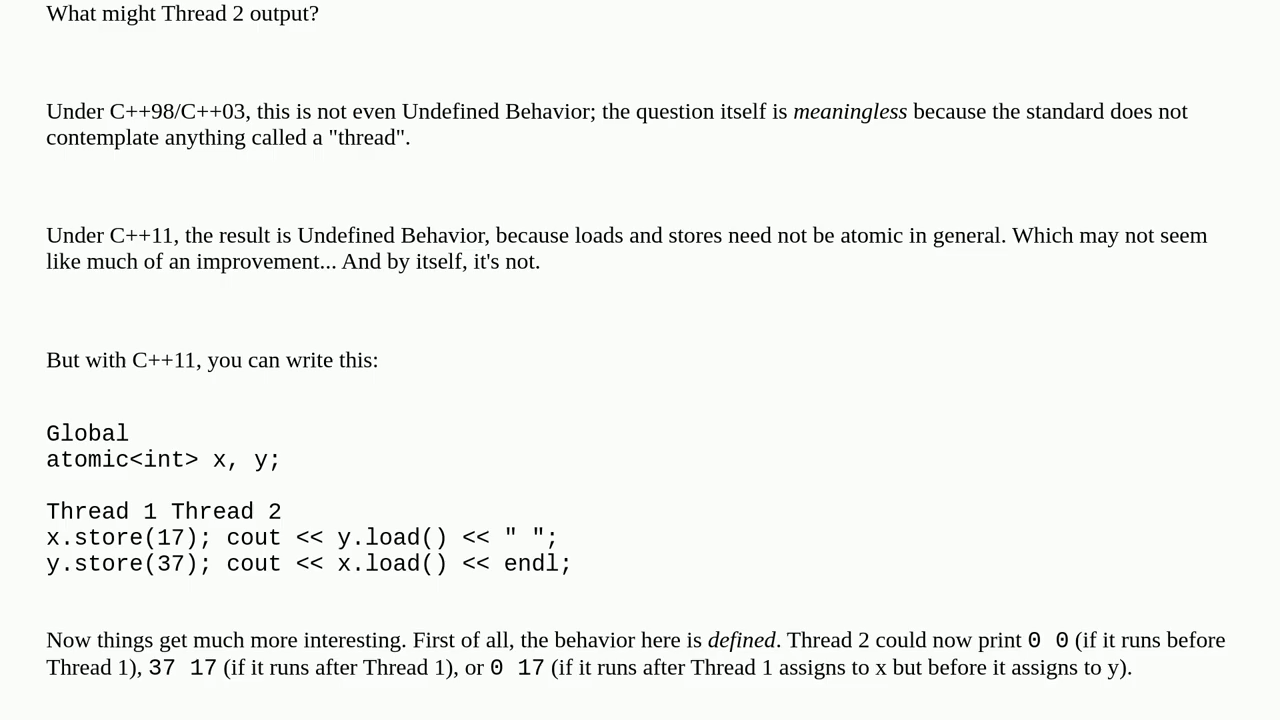 What might Thread 2 output?
Under C++98/C++03, this is not even Undefined Behavior; the question itself is meaningless because the standard does not
contemplate anything called a "thread".
Under C++11, the result is Undefined Behavior, because loads and stores need not be atomic in general. Which may not seem
like much of an improvement... And by itself, it's not.
But with C++11, you can write this:
Global
atomic<int> x, y;
Thread 1 Thread 2
x.store(17); cout << y.load() << " ";
y.store(37); cout << x.load() << endl;
Now things get much more interesting. First of all, the behavior here is defined. Thread 2 could now print 0 0 (if it runs before
Thread 1), 37 17 (if it runs after Thread 1), or 0 17 (if it runs after Thread 1 assigns to x but before it assigns to y).